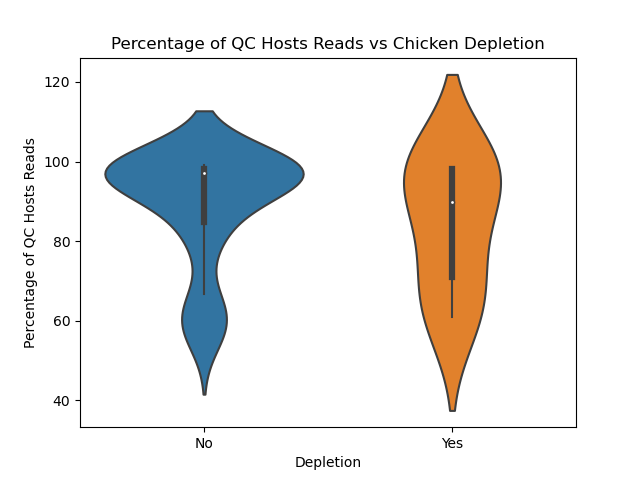 Percentage of QC Hosts Reads vs Chicken Depletion
Percentage of QC Hosts Reads
120
100
80
60
40
No Yes
Depletion